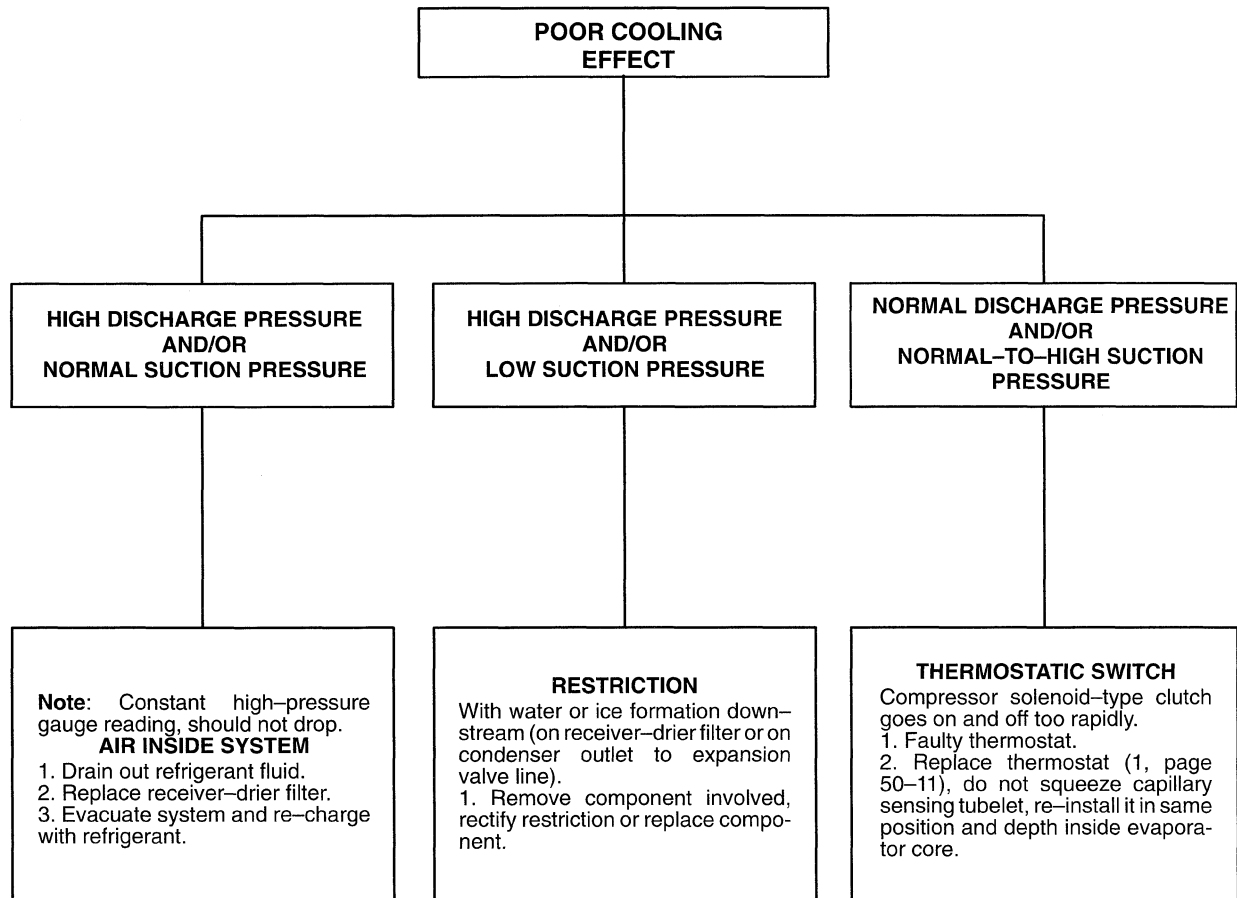 POOR COOLING
EFFECT
HIGH DISCHARGE PRESSURE
AND/OR
NORMAL SUCTION PRESSURE
HIGH DISCHARGE PRESSURE
AND/OR
LOW SUCTION PRESSURE
NORMAL DISCHARGE PRESSURE
AND/OR
NORMAL–TO–HIGH SUCTION
PRESSURE
Note: Constant high–pressure
gauge reading, should not drop.
AIR INSIDE SYSTEM
1. Drain out refrigerant fluid.
2. Replace receiver–drier filter.
3. Evacuate system and re–charge
with refrigerant.
RESTRICTION
With water or ice formation down–
stream (on receiver–drier filter or on
condenser outlet to expansion
valve line).
1. Remove component involved,
rectify restriction or replace compo-
nent.
THERMOSTATIC SWITCH
Compressor solenoid–type clutch
goes on and off too rapidly.
1. Faulty thermostat.
2. Replace thermostat (1, page
50–11), do not squeeze capillary
sensing tubelet, re–install it in same
position and depth inside evapora-
tor core.